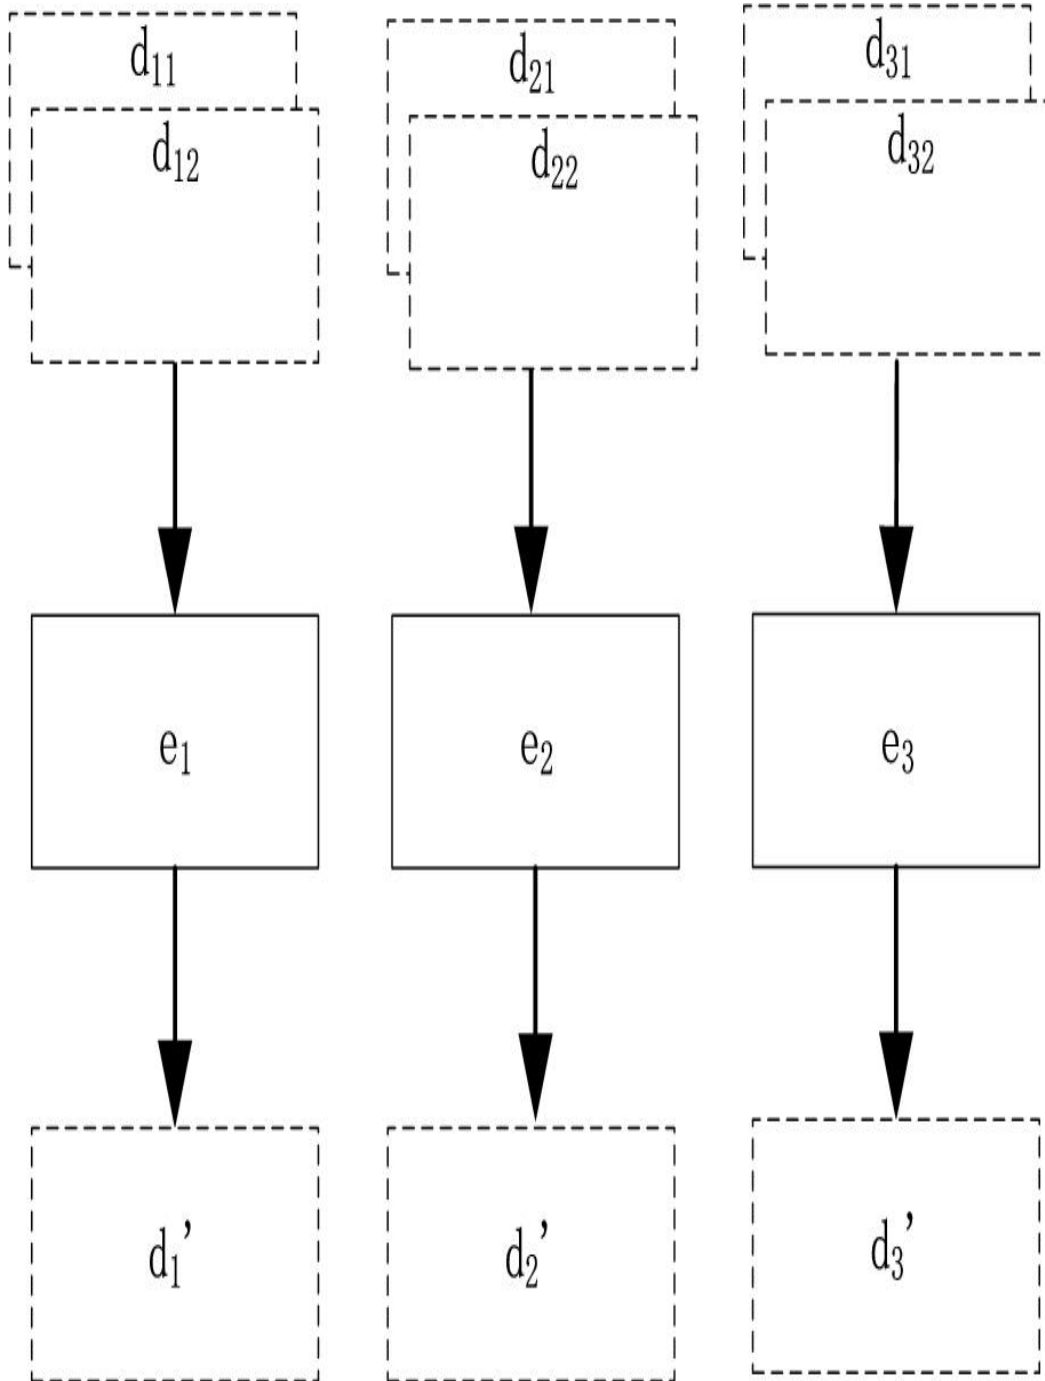 d₁₁ d₂₁ d₃₁
d₁₂ d₂₂ d₃₂
e₁ e₂ e₃
d₁’ d₂’ d₃’